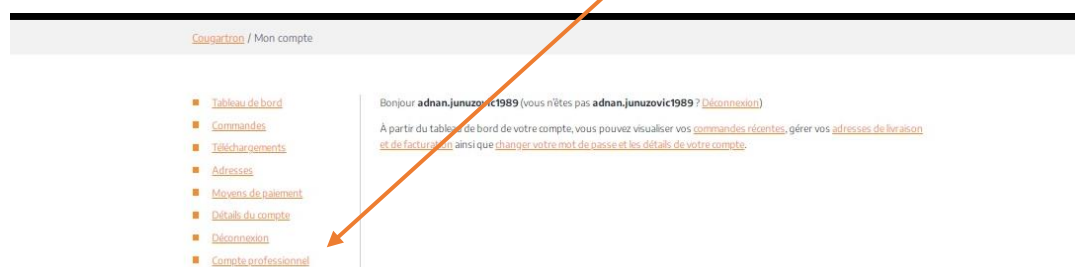 Cougartron / Mon compte
Tableau de bord
Commandes
Téléchargements
Adresses
Moyens de paiement
Détails du compte
Déconnexion
Compte professionnel
Bonjour adnan.junuzovic1989 (vous n'êtes pas adnan.junuzovic1989 ? Déconnexion)
À partir du tableau de bord de votre compte, vous pouvez visualiser vos commandes récentes, gérer vos adresses de livraison
et de facturation ainsi que changer votre mot de passe et les détails de votre compte.